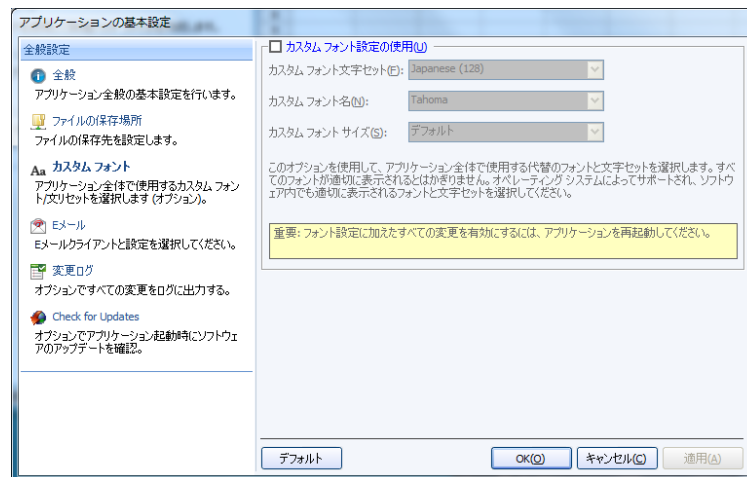 アプリケーションの基本設定
全般設定
全般
アプリケーション全般の基本設定を行います。
ファイルの保存場所
ファイルの保存先を設定します。
Aa カスタム フォント
アプリケーション全体で使用するカスタム フォン
ト/文リセットを選択します (オプション)。
Eメール
Eメールクライアントと設定を選択してください。
変更ログ
オプションですべての変更をログに出力する。
Check for Updates
オプションでアプリケーション起動時にソフトウェ
アのアップデートを確認。
カスタム フォント設定の使用(U)
カスタム フォント文字セット(F): Japanese (128)
カスタム フォント名(N): Tahoma
カスタム フォント サイズ(S): デフォルト
このオプションを使用して、アプリケーション全体で使用する代替のフォントと文字セットを選択します。すべ
てのフォントが適切に表示されるとはかぎりません。オペレーティング システムによってサポートされ、ソフトウ
ェア内でも適切に表示されるフォントと文字セットを選択してください。
重要: フォント設定に加えたすべての変更を有効にするには、アプリケーションを再起動してください。
デフォルト
OK(O)
キャンセル(C)
適用(A)